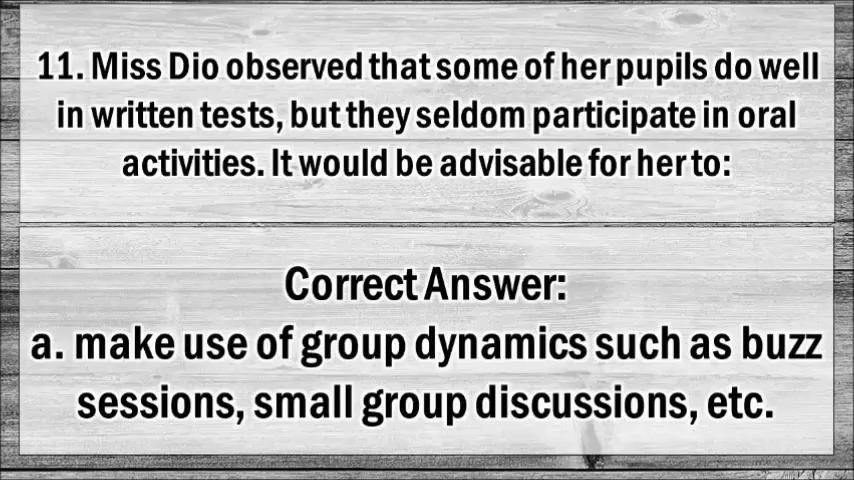 11. Miss Dio observed that some of her pupils do well
in written tests, but they seldom participate in oral
activities. It would be advisable for her to:
Correct Answer:
a. make use of group dynamics such as buzz
sessions, small group discussions, etc.